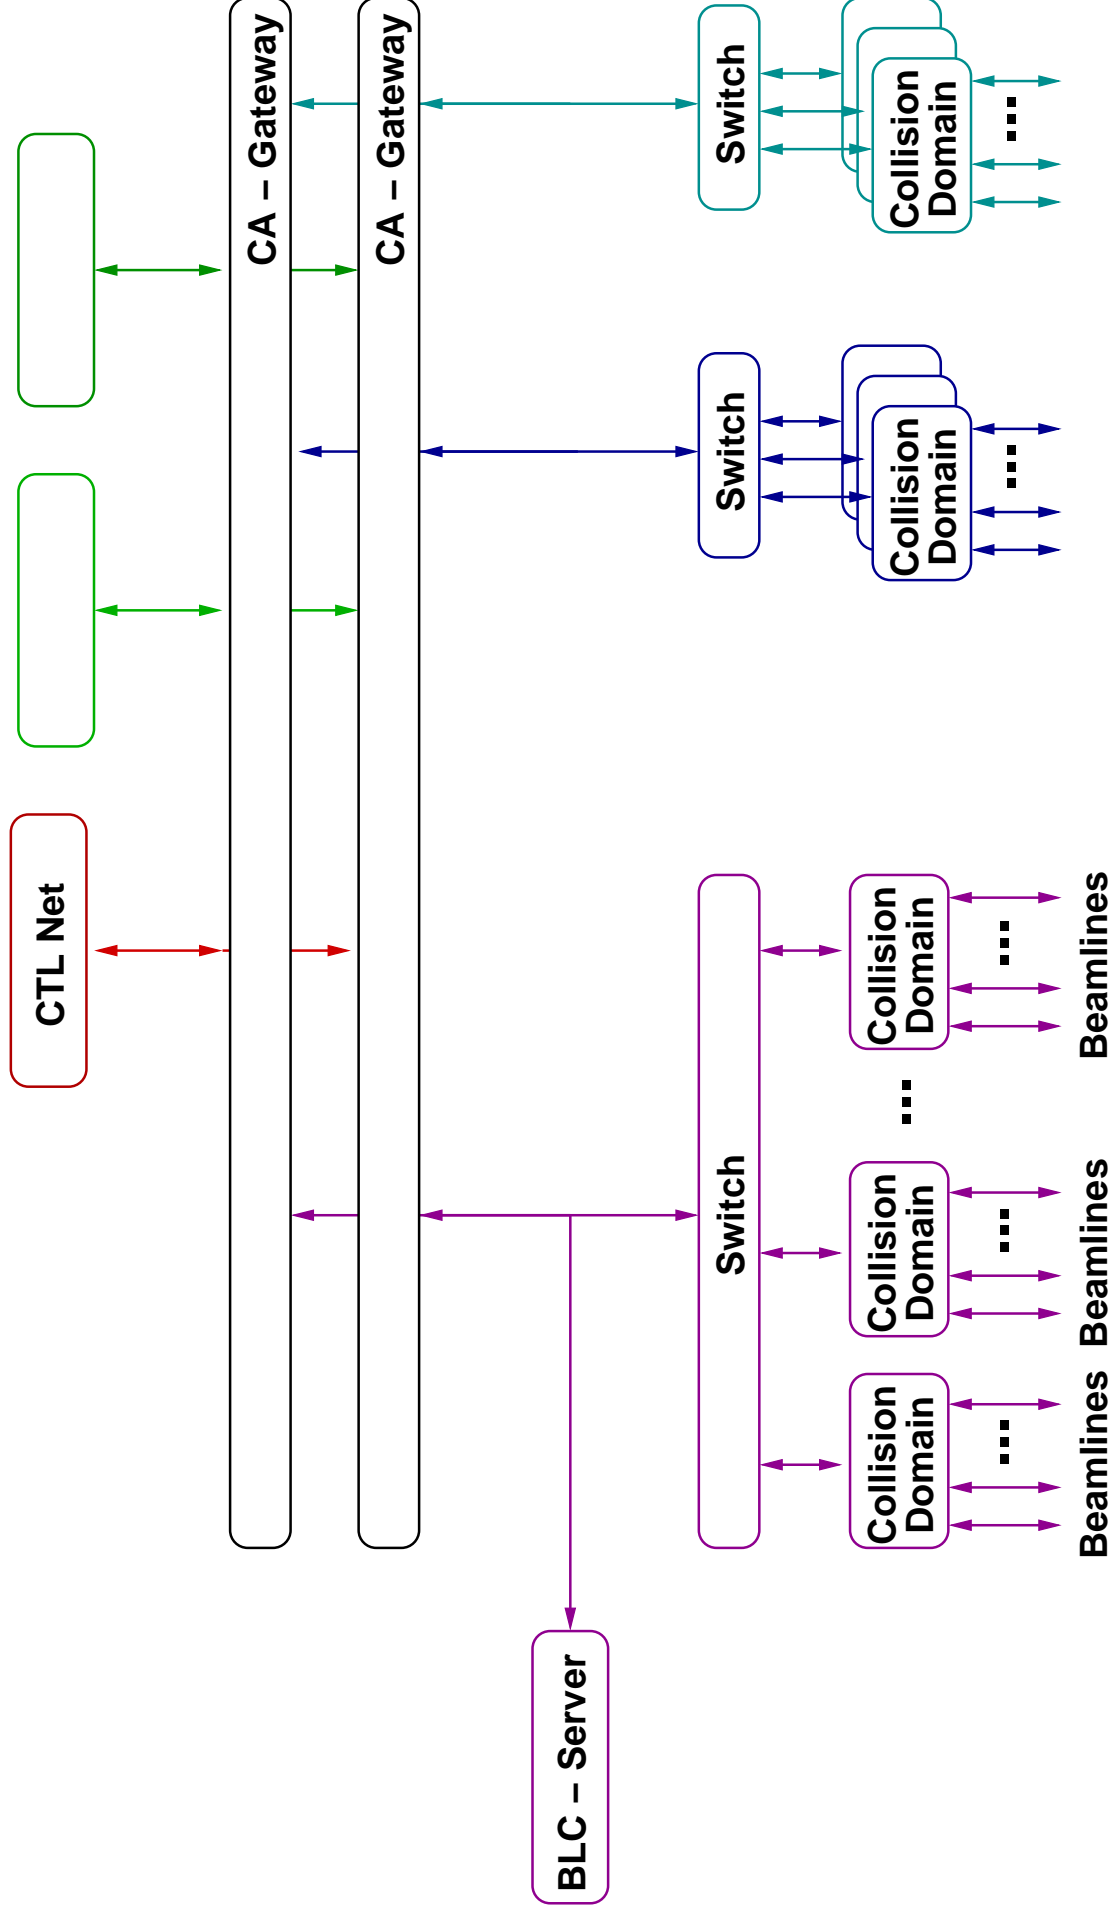 CTL Net
CA – Gateway
CA – Gateway
BLC – Server
Switch
Switch
Switch
Collision
Domain
Collision
Domain
Collision
Domain
Collision
Domain
Collision
Domain
Beamlines
Beamlines
Beamlines